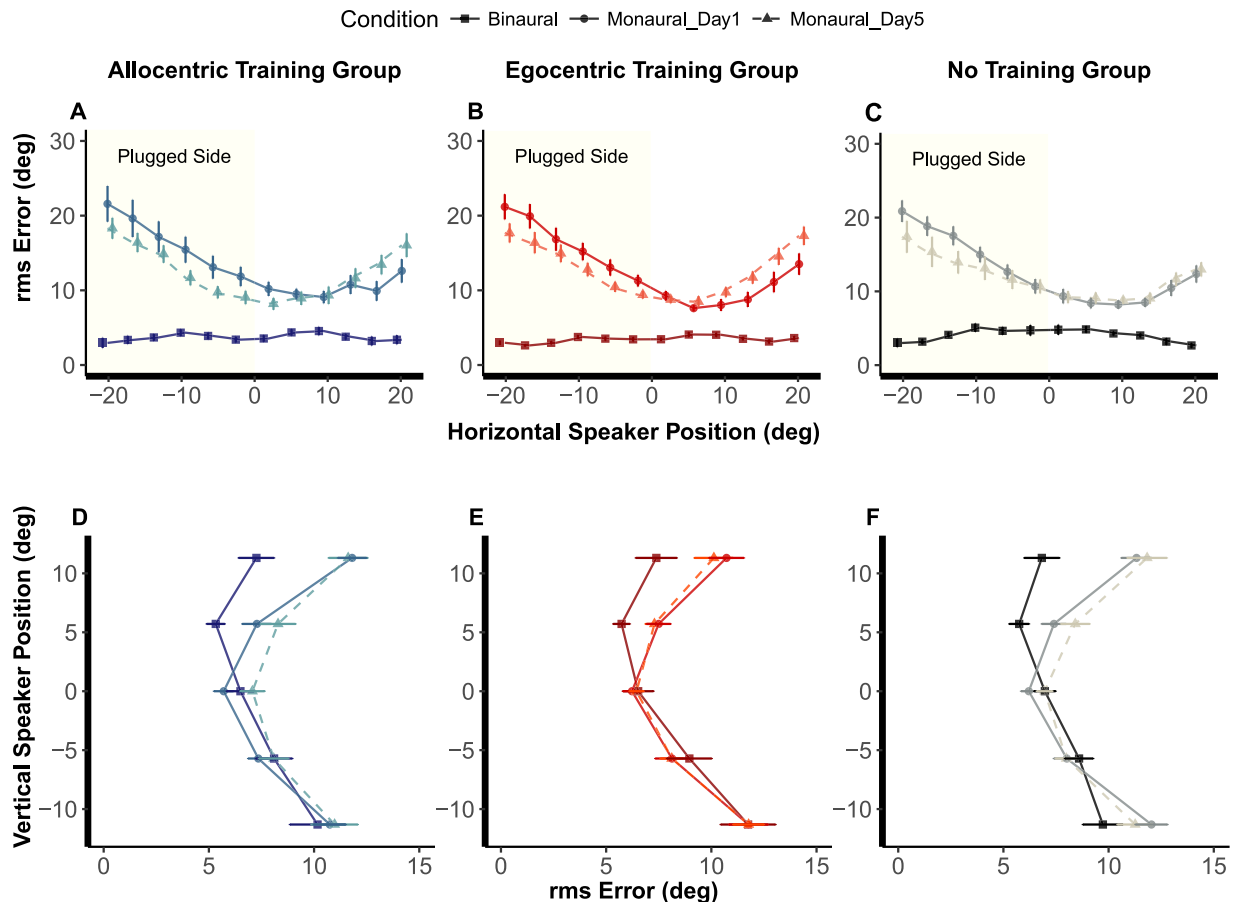 Condition Binaural Monaural_Day1 Monaural_Day5
Allocentric Training Group Egocentric Training Group No Training Group
A B C
rms Error (deg)
30 30 30
Plugged Side Plugged Side Plugged Side
20 20 20
10 10 10
0 0 0
−20 −10 0 10 20 −20 −10 0 10 20 −20 −10 0 10 20
Horizontal Speaker Position (deg)
D E F
Vertical Speaker Position (deg)
10 10 10
5 5 5
0 0 0
−5 −5 −5
−10 −10 −10
0 5 10 15 0 5 10 15 0 5 10 15
rms Error (deg)